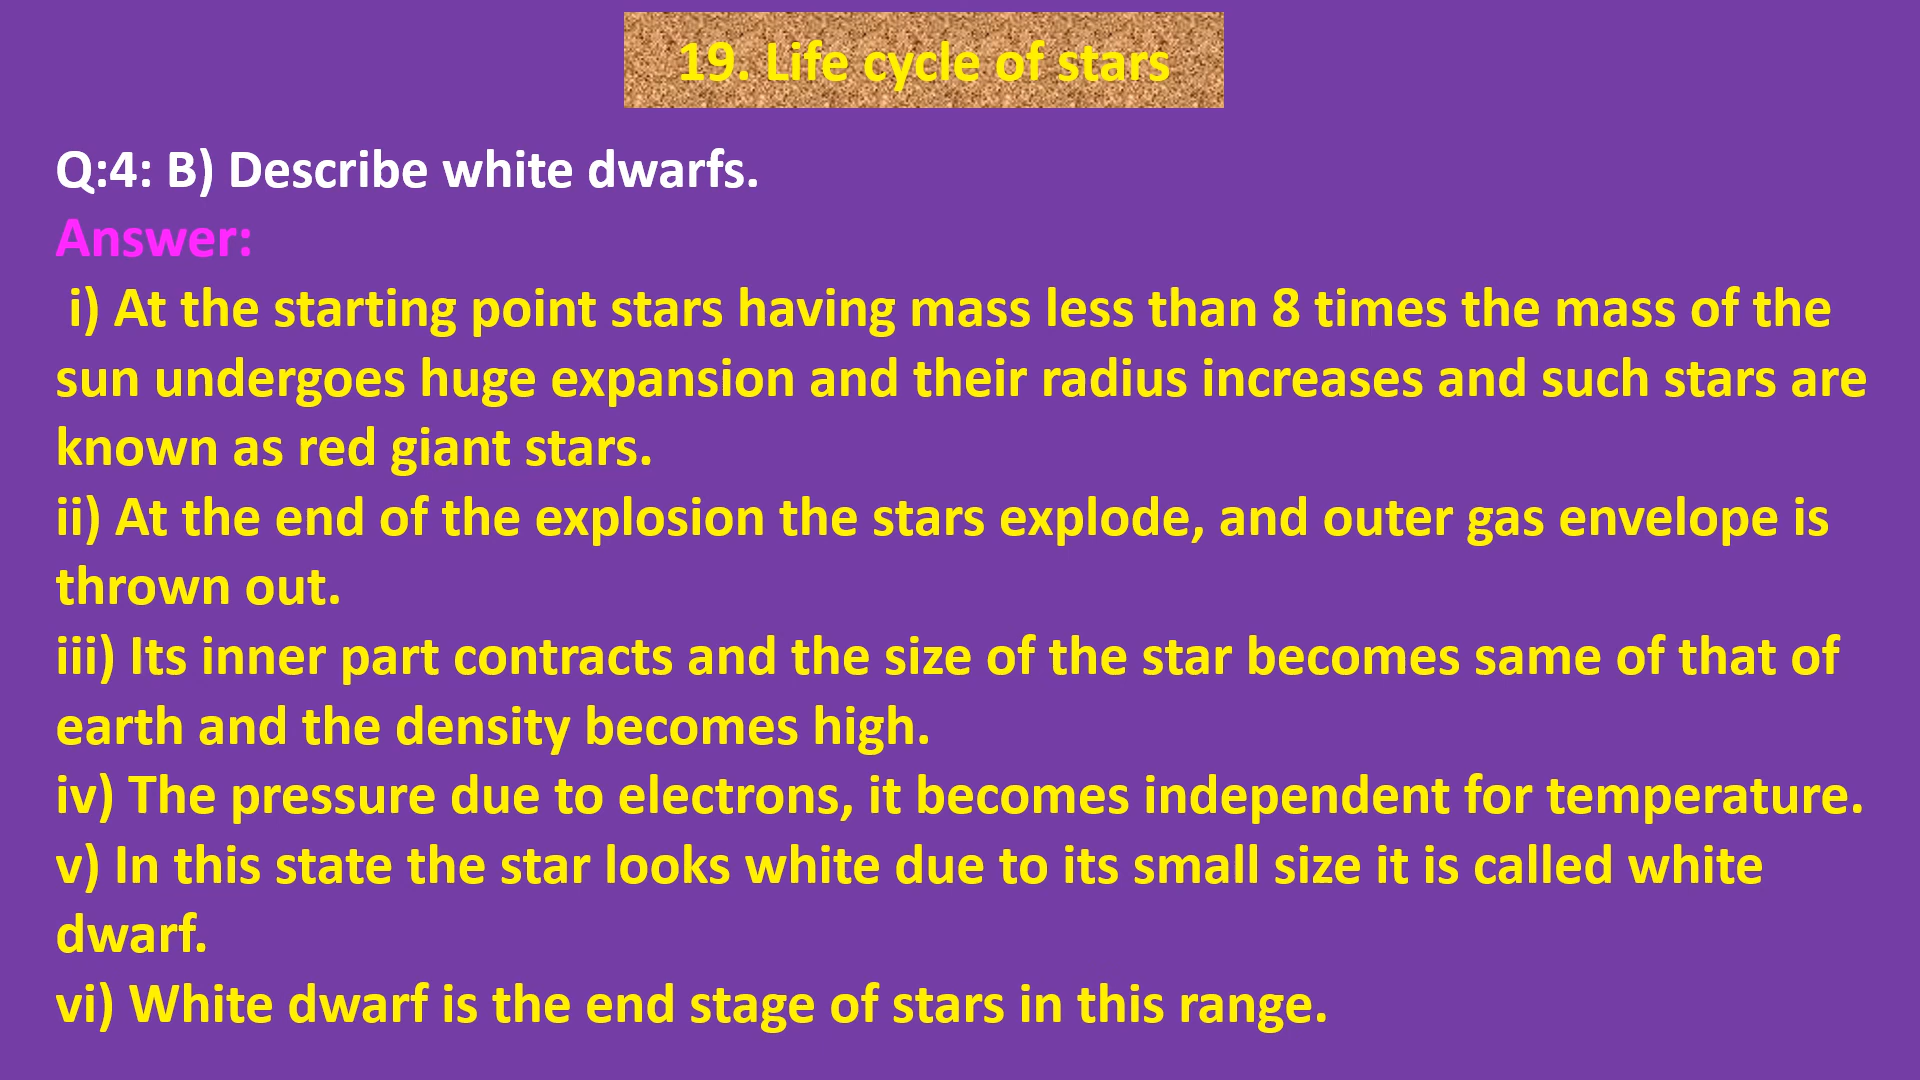 19. Life cycle of stars
Q:4: B) Describe white dwarfs.
Answer:
i) At the starting point stars having mass less than 8 times the mass of the
sun undergoes huge expansion and their radius increases and such stars are
known as red giant stars.
ii) At the end of the explosion the stars explode, and outer gas envelope is
thrown out.
iii) Its inner part contracts and the size of the star becomes same of that of
earth and the density becomes high.
iv) The pressure due to electrons, it becomes independent for temperature.
v) In this state the star looks white due to its small size it is called white
dwarf.
vi) White dwarf is the end stage of stars in this range.